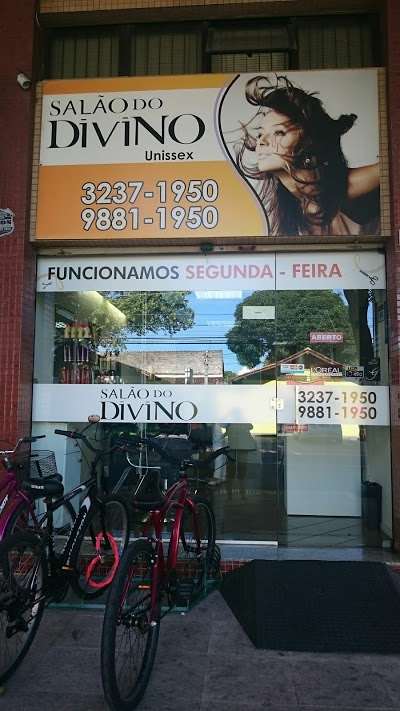 SALÃO DO
DIVINO
Unissex
3237-1950
9881-1950
FUNCIONAMOS SEGUNDA - FEIRA
ABERTO
L'ORÉAL
SALÃO DO
DIVINO
3237-1950
9881-1950